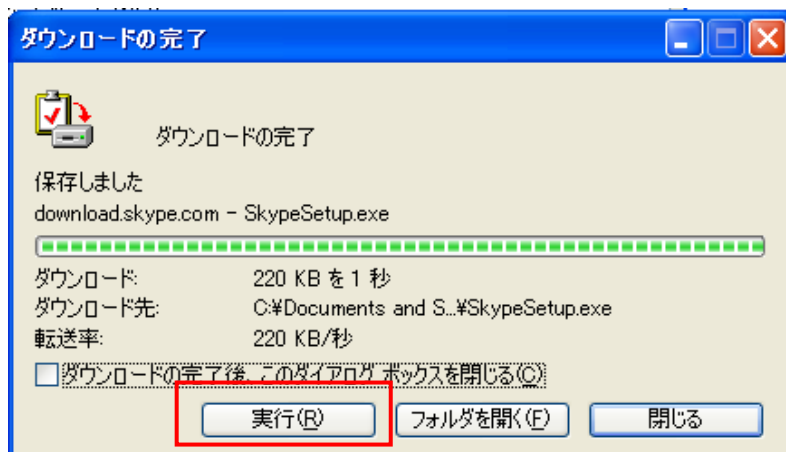 ダウンロードの完了
ダウンロードの完了
保存しました
download.skype.com - SkypeSetup.exe
ダウンロード: 220 KB を 1 秒
ダウンロード先: C:¥Documents and S...¥SkypeSetup.exe
転送率: 220 KB/秒
ダウンロードの完了後、このダイアログ ボックスを閉じる(C)
実行(R) フォルダを開く(F) 閉じる